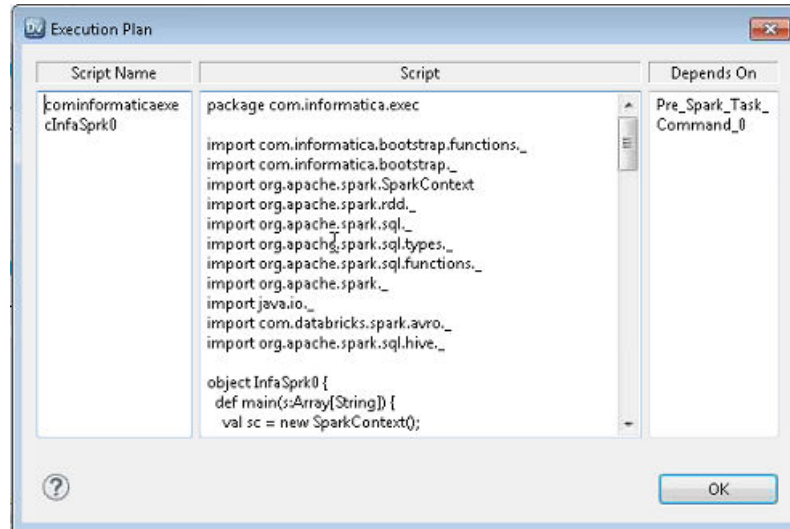 Execution Plan
Script Name
Script
Depends On
cominformaticaexe
cInfaSprk0
package com.informatica.exec
import com.informatica.bootstrap.functions._
import com.informatica.bootstrap._
import org.apache.spark.SparkContext
import org.apache.spark.rdd._
import org.apache.spark.sql._
import org.apache.spark.sql.types._
import org.apache.spark.sql.functions._
import org.apache.spark._
import java.io._
import com.databricks.spark.avro._
import org.apache.spark.sql.hive._
object InfaSprk0 {
def main(s:Array[String]) {
val sc = new SparkContext();
Pre_Spark_Task_
Command_0
?
OK